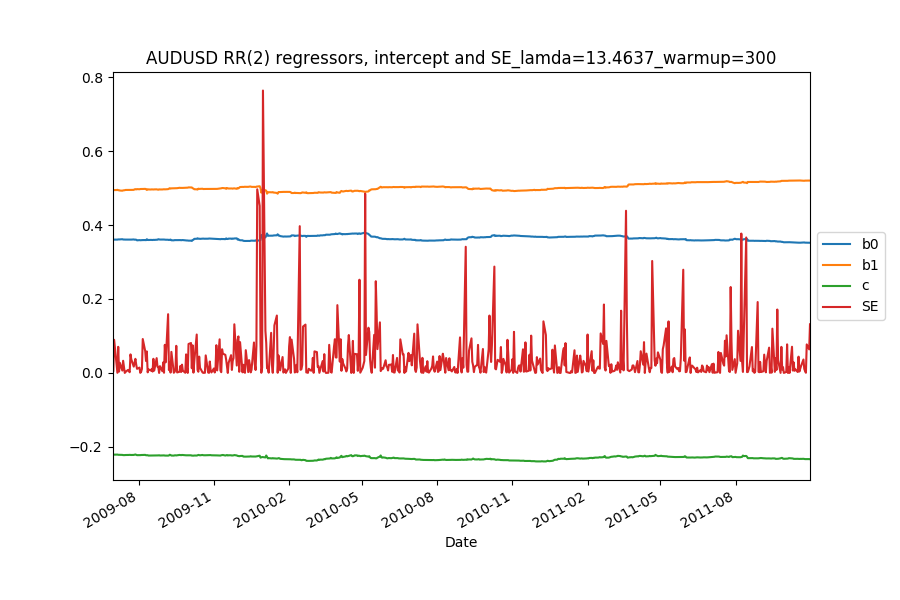 AUDUSD RR(2) regressors, intercept and SE_lamda=13.4637_warmup=300
0.8
0.6
0.4
0.2
0.0
−0.2
b0
b1
c
SE
2009-08
2009-11
2010-02
2010-05
2010-08
2010-11
2011-02
2011-05
2011-08
Date